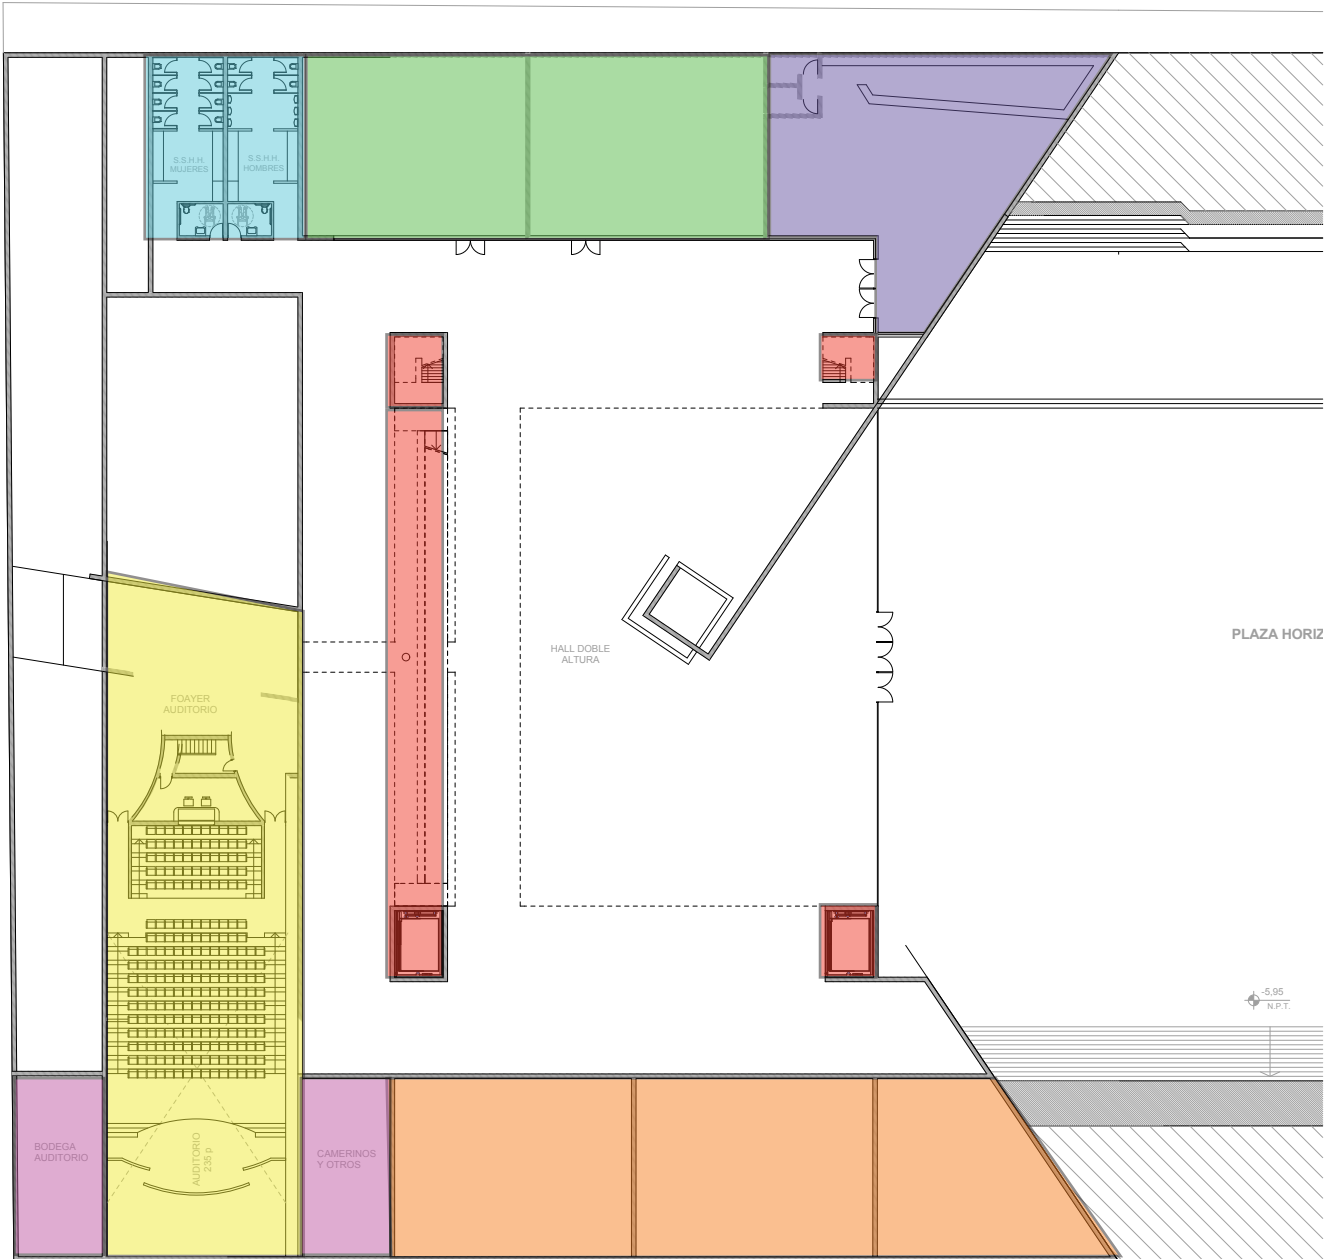 S.S.H.H.
MUJERES
S.S.H.H.
HOMBRES
HALL DOBLE
ALTURA
PLAZA HORIZ
FOAYER
AUDITORIO
-5,95
N.P.T.
BODEGA
AUDITORIO
AUDITORIO
235 p
CAMERINOS
Y OTROS